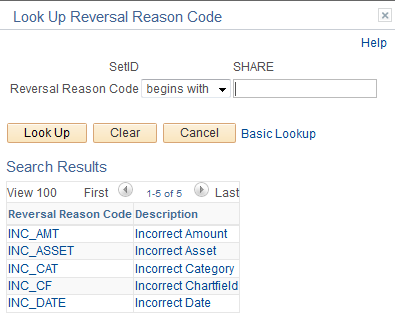 Look Up Reversal Reason Code
Help
SetID SHARE
Reversal Reason Code begins with
Look Up Clear Cancel Basic Lookup
Search Results
View 100 First 1-5 of 5 Last
Reversal Reason Code Description
INC_AMT Incorrect Amount
INC_ASSET Incorrect Asset
INC_CAT Incorrect Category
INC_CF Incorrect Chartfield
INC_DATE Incorrect Date